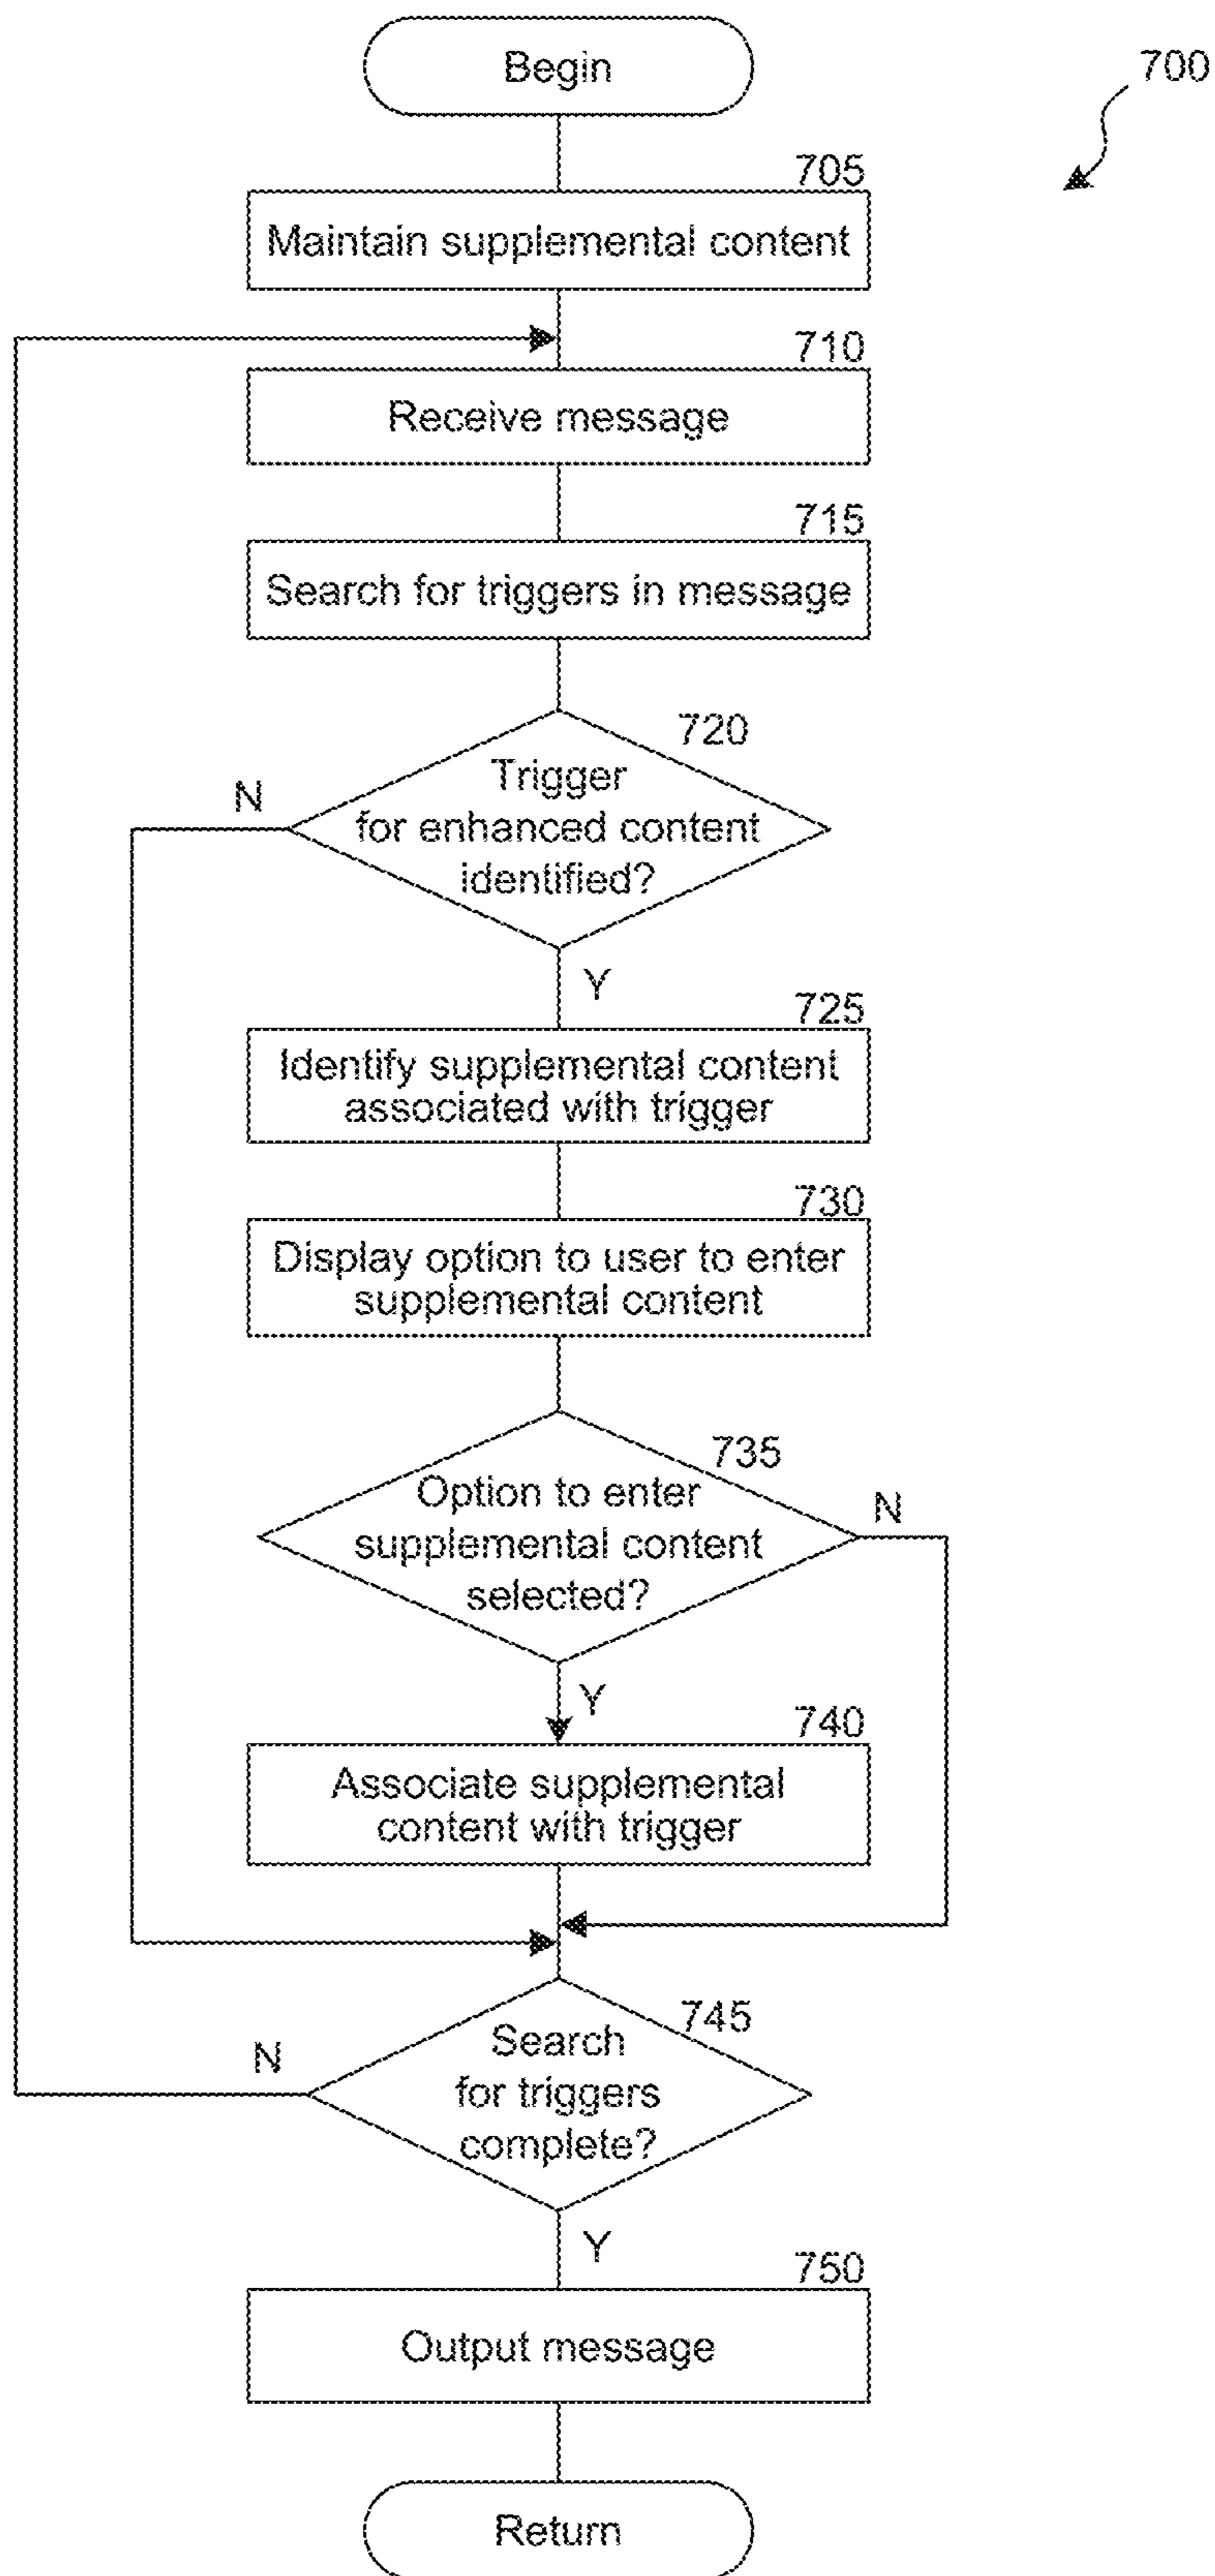 Begin
700
705
Maintain supplemental content
710
Receive message
715
Search for triggers in message
720
Trigger
for enhanced content
identified?
N
Y
725
Identify supplemental content
associated with trigger
730
Display option to user to enter
supplemental content
735
Option to enter
supplemental content
selected?
N
Y
740
Associate supplemental
content with trigger
745
Search
for triggers
complete?
N
Y
750
Output message
Return